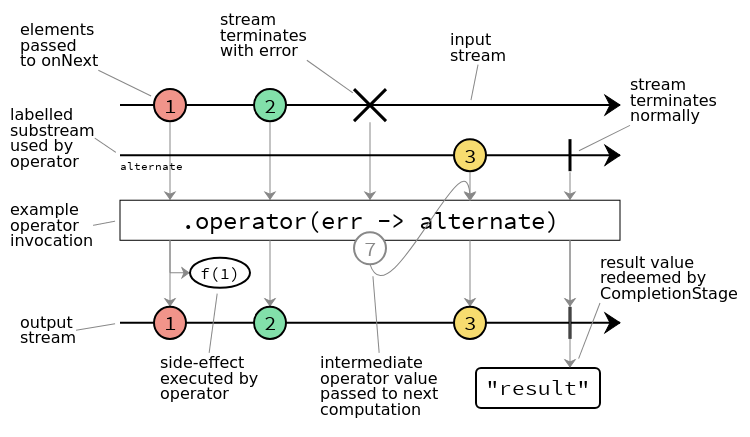 elements
passed
to onNext
stream
terminates
with error
input
stream
stream
terminates
normally
1
2
labelled
substream
used by
operator
3
alternate
example
operator
invocation
.operator(err -> alternate)
7
f(1)
result value
redeemed by
CompletionStage
output
stream
1
2
3
side-effect
executed by
operator
intermediate
operator value
passed to next
computation
"result"